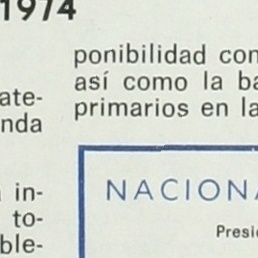 1974
ponibilidad con
así como la ba
primarios en la
ate-
nda
in-
to-
ble-
NACIONA
Presi